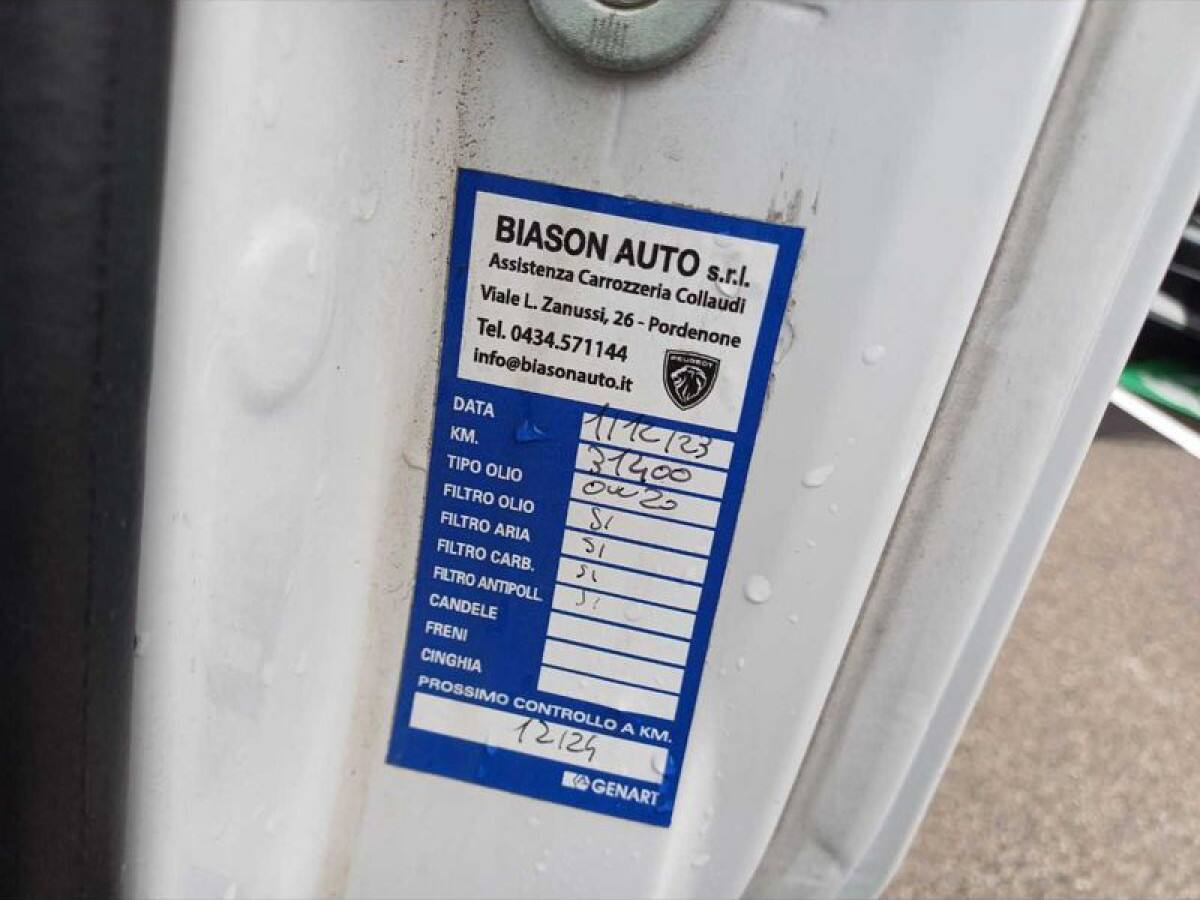 BIASON AUTO s.r.l.
Assistenza Carrozzeria Collaudi
Viale L. Zanussi, 26 - Pordenone
Tel. 0434.571144
info@biasonauto.it
PEUGEOT
DATA 1/12/23
KM. 31400
TIPO OLIO 0W20
FILTRO OLIO SI
FILTRO ARIA SI
FILTRO CARB. SI
FILTRO ANTIPOLL. SI
CANDELE
FRENI
CINGHIA
PROSSIMO CONTROLLO A KM.
12/24
GENART